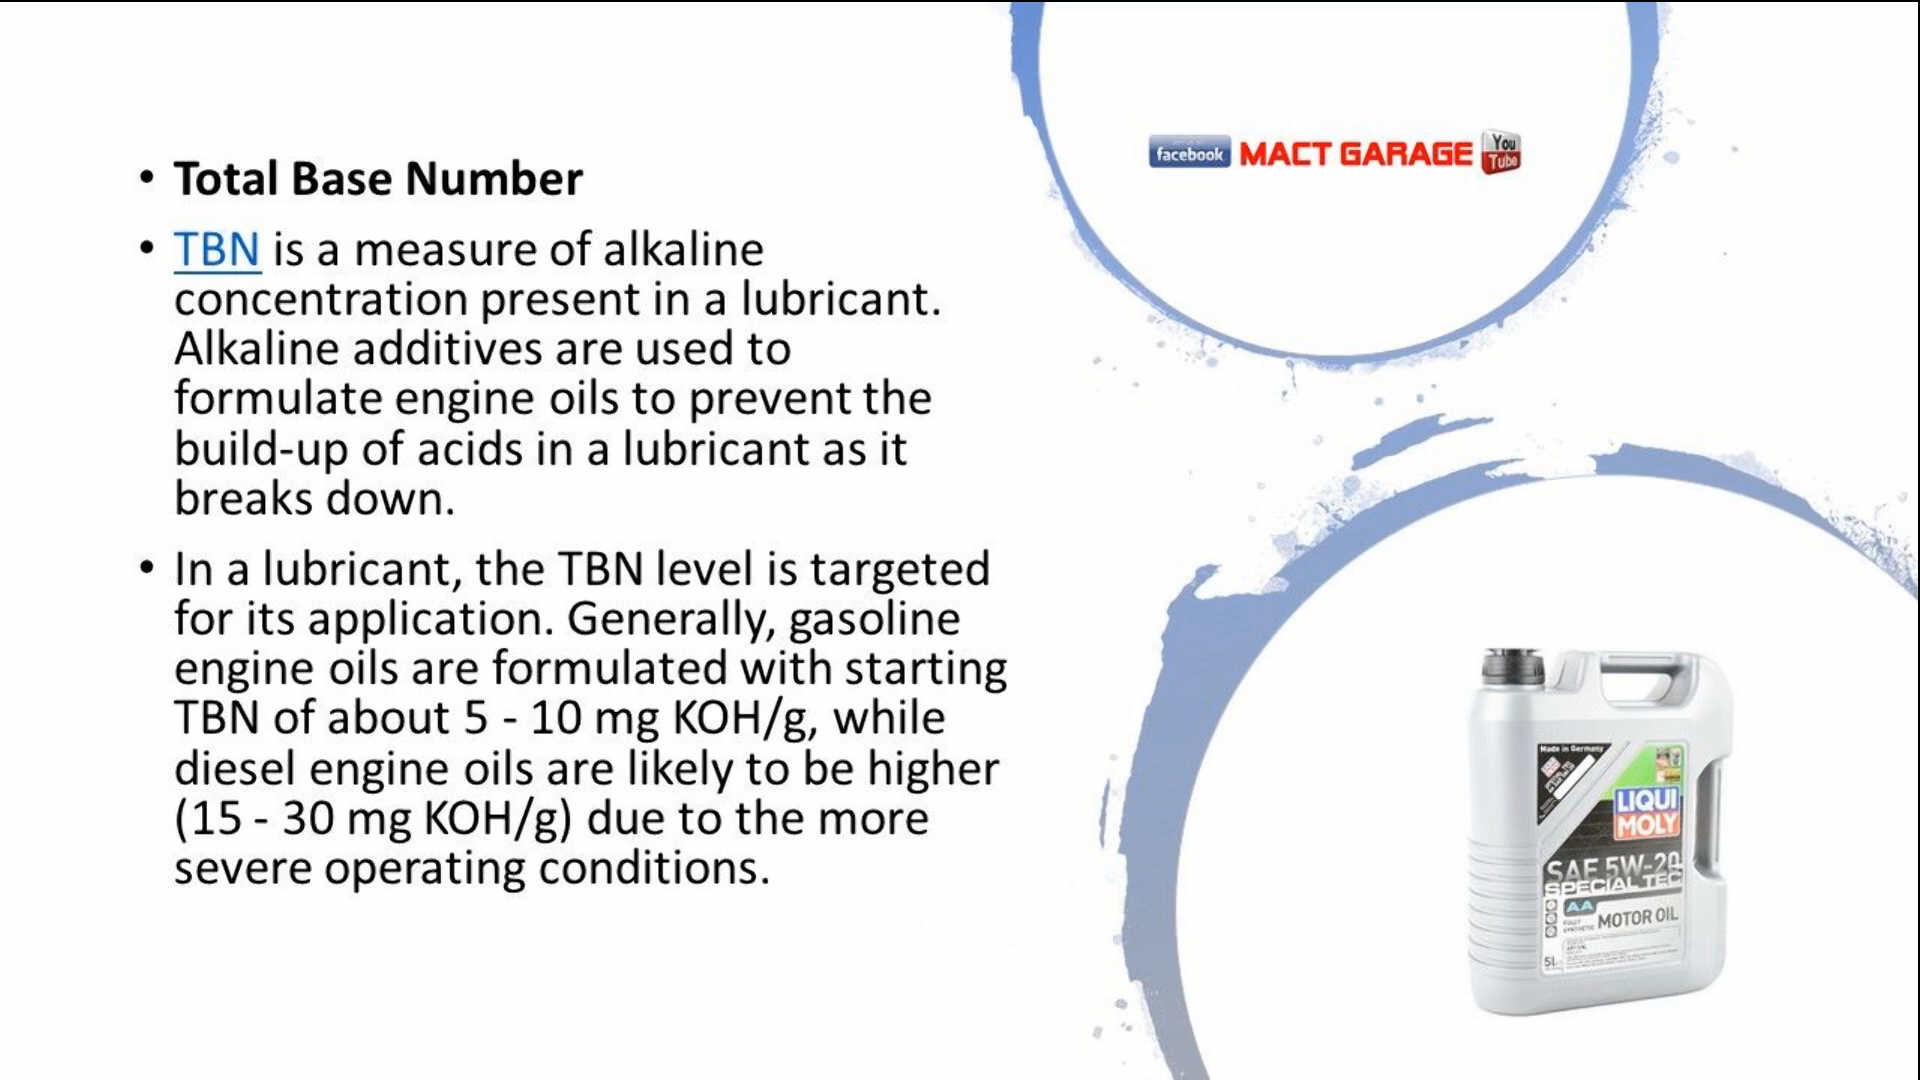 • Total Base Number
• TBN is a measure of alkaline
concentration present in a lubricant.
Alkaline additives are used to
formulate engine oils to prevent the
build-up of acids in a lubricant as it
breaks down.
• In a lubricant, the TBN level is targeted
for its application. Generally, gasoline
engine oils are formulated with starting
TBN of about 5 - 10 mg KOH/g, while
diesel engine oils are likely to be higher
(15 - 30 mg KOH/g) due to the more
severe operating conditions.
facebook MACT GARAGE You Tube
Made in Germany
LIQUI
MOLY
SAE 5W-20
SPECIAL TEC
AA
MOTOR OIL
5L